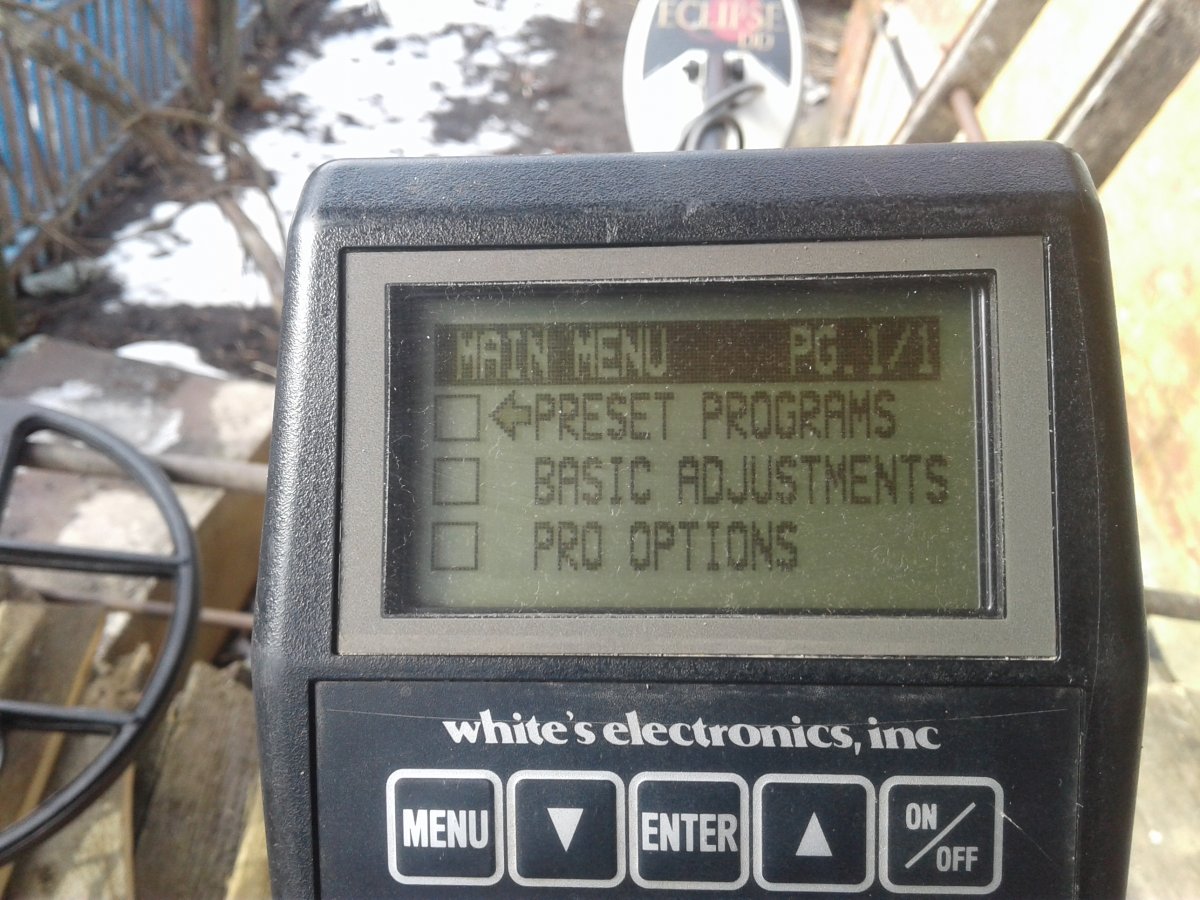 ECLIPSE
DD
MAIN MENU PG.1/1
PRESET PROGRAMS
BASIC ADJUSTMENTS
PRO OPTIONS
white's electronics, inc
MENU ENTER ON/OFF